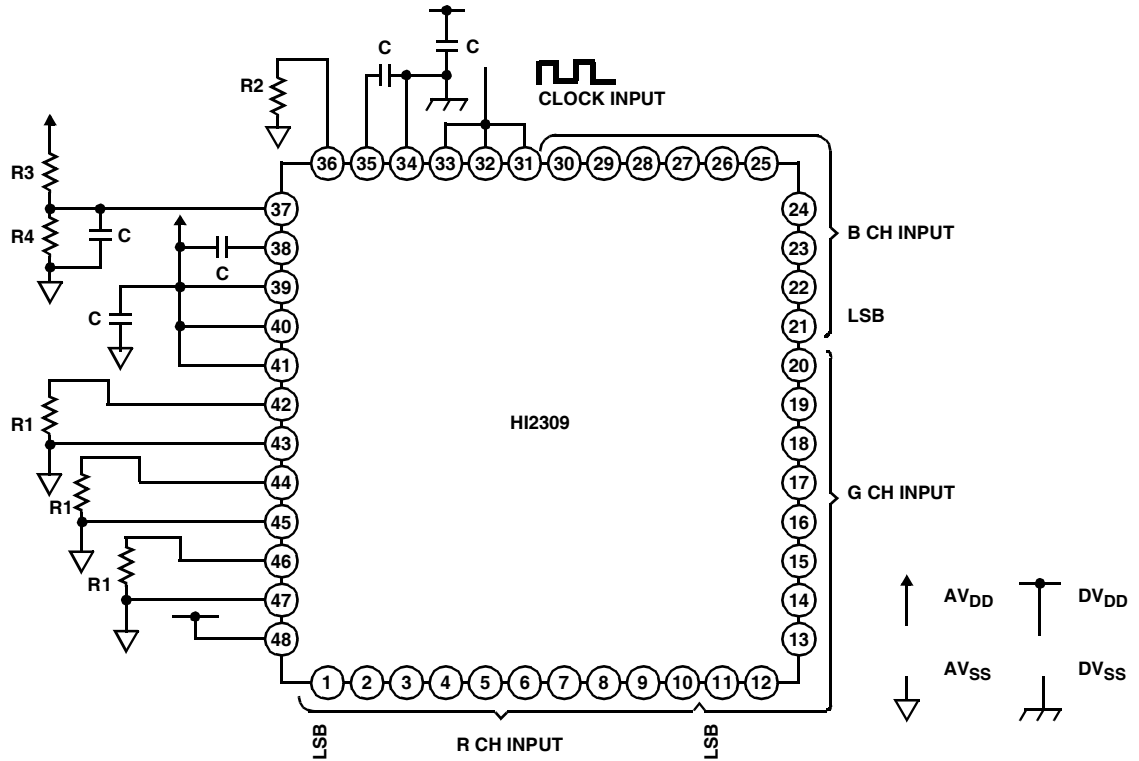 C
C
R2
CLOCK INPUT
36 35 34 33 32 31 30 29 28 27 26 25
R3
R4
C
37
38
C
39
C
40
41
R1
42
43
44
R1
45
46
R1
47
48
HI2309
24
23
22
21
20
19
18
17
16
15
14
13
B CH INPUT
LSB
G CH INPUT
1 2 3 4 5 6 7 8 9 10 11 12
LSB
R CH INPUT
LSB
AVDD
DVDD
AVSS
DVSS